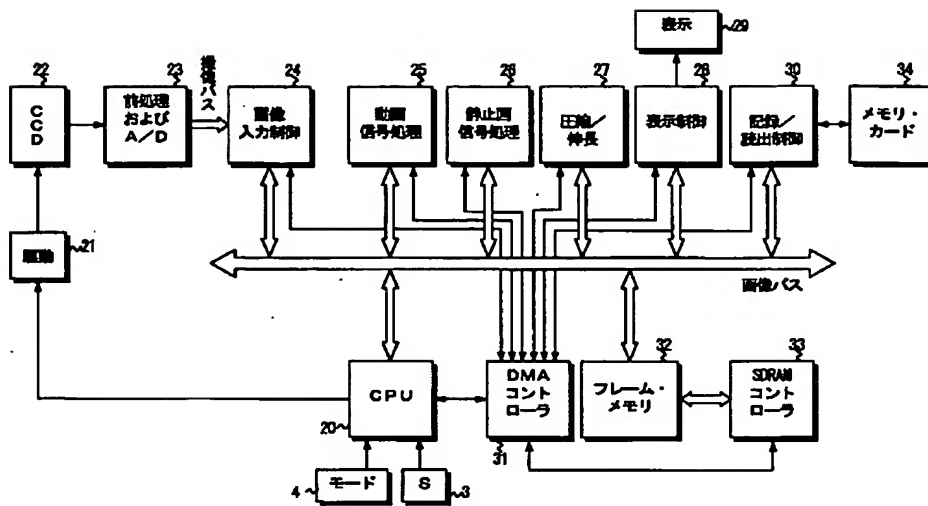 表示
29
22
CCD
23
前処理
および
A/D
撮像バス
24
画像
入力制御
25
動画
信号処理
26
静止画
信号処理
27
圧縮/
伸長
28
表示制御
30
記録/
読出制御
34
メモリ・
カード
駆動
21
画像バス
CPU
20
DMA
コント
ローラ
31
32
フレーム・
メモリ
33
SDRAM
コント
ローラ
4
モード
S
3